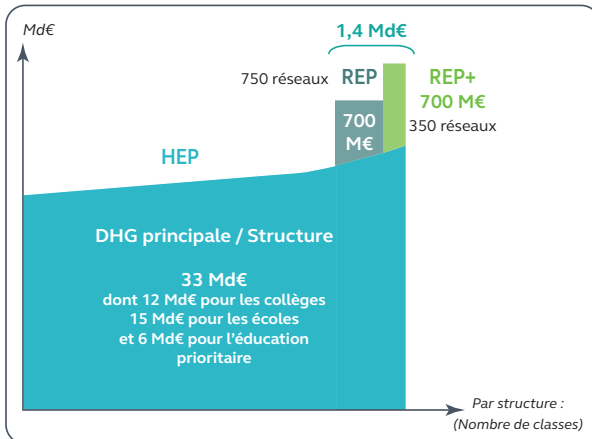 Md€
1,4 Md€
750 réseaux
REP
REP+
700 M€
350 réseaux
700
M€
HEP
DHG principale / Structure
33 Md€
dont 12 Md€ pour les collèges
15 Md€ pour les écoles
et 6 Md€ pour l’éducation
prioritaire
Par structure :
(Nombre de classes)